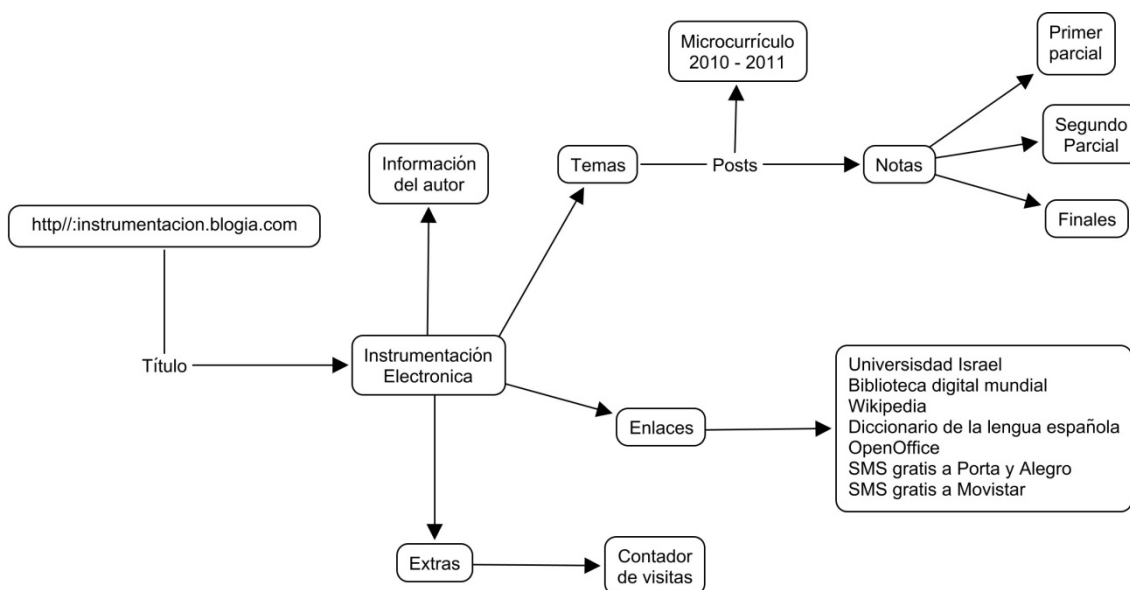 Microcurrículo
2010 - 2011
Primer
parcial
Información
del autor
Temas
Posts
Notas
Segundo
Parcial
http//:instrumentacion.blogia.com
Finales
Título
Instrumentación
Electronica
Enlaces
Universisdad Israel
Biblioteca digital mundial
Wikipedia
Diccionario de la lengua española
OpenOffice
SMS gratis a Porta y Alegro
SMS gratis a Movistar
Extras
Contador
de visitas